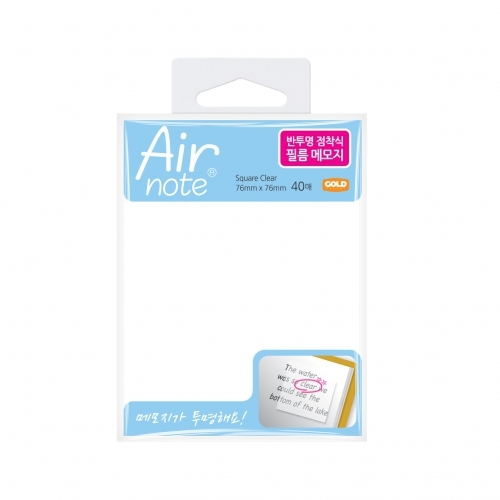 Air
note®
Square Clear
76mm x 76mm 40매
반투명 점착식
필름 메모지
GOLD
The water
was so clear we
could see the
bottom of the lake
메모지가 투명해요!